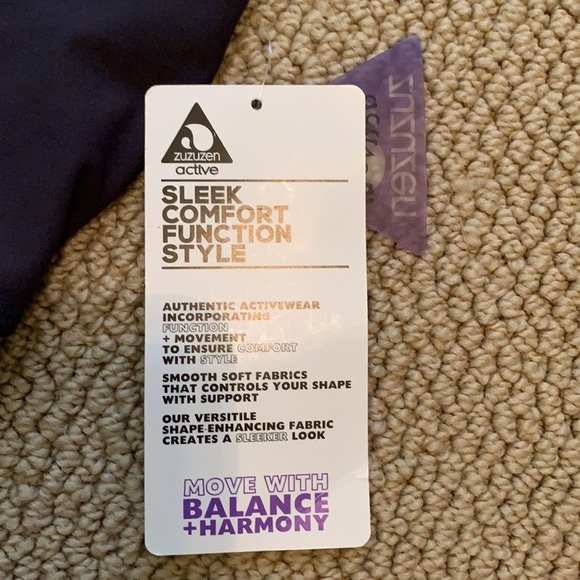 zuzuzen
active
SLEEK
COMFORT
FUNCTION
STYLE
AUTHENTIC ACTIVEWEAR
INCORPORATING
FUNCTION
+ MOVEMENT
TO ENSURE COMFORT
WITH STYLE
SMOOTH SOFT FABRICS
THAT CONTROLS YOUR SHAPE
WITH SUPPORT
OUR VERSITILE
SHAPE-ENHANCING FABRIC
CREATES A SLEEKER LOOK
MOVE WITH
BALANCE
+HARMONY
zuzuzen